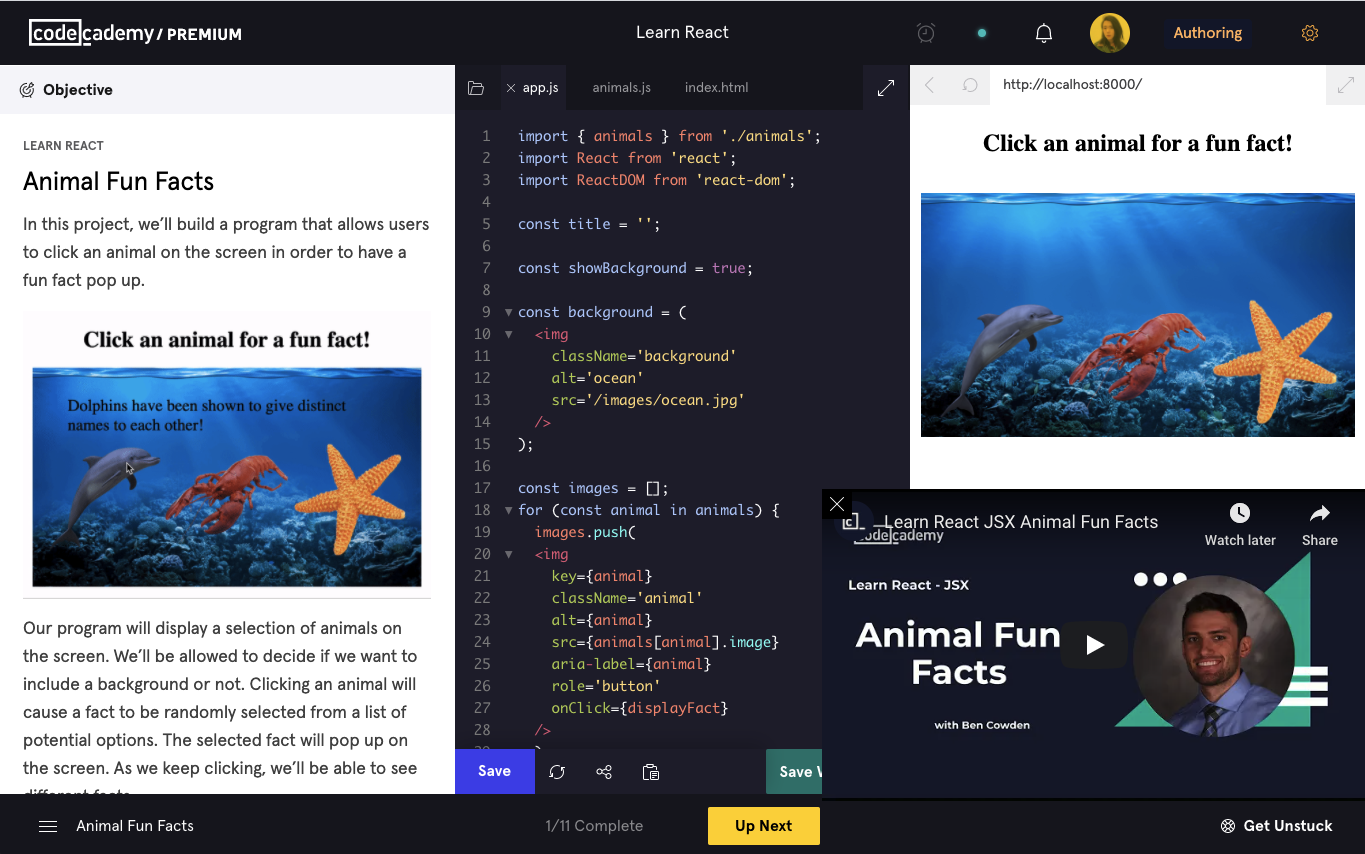 codecademy / PREMIUM
Learn React
Authoring
Objective
LEARN REACT
Animal Fun Facts
In this project, we’ll build a program that allows users
to click an animal on the screen in order to have a
fun fact pop up.
Click an animal for a fun fact!
Dolphins have been shown to give distinct
names to each other!
Our program will display a selection of animals on
the screen. We’ll be allowed to decide if we want to
include a background or not. Clicking an animal will
cause a fact to be randomly selected from a list of
potential options. The selected fact will pop up on
the screen. As we keep clicking, we’ll be able to see
different facts.
app.js
animals.js
index.html
1 import { animals } from './animals';
2 import React from 'react';
3 import ReactDOM from 'react-dom';
4
5 const title = '';
6
7 const showBackground = true;
8
9 const background = (
10 <img
11 className='background'
12 alt='ocean'
13 src='/images/ocean.jpg'
14 />
15 );
16
17 const images = [];
18 for (const animal in animals) {
19 images.push(
20 <img
21 key={animal}
22 className='animal'
23 alt={animal}
24 src={animals[animal].image}
25 aria-label={animal}
26 role='button'
27 onClick={displayFact}
28 />
Save
Save
http://localhost:8000/
Click an animal for a fun fact!
Learn React JSX Animal Fun Facts
codecademy
Watch later
Share
Learn React - JSX
Animal Fun
Facts
with Ben Cowden
Animal Fun Facts
1/11 Complete
Up Next
Get Unstuck